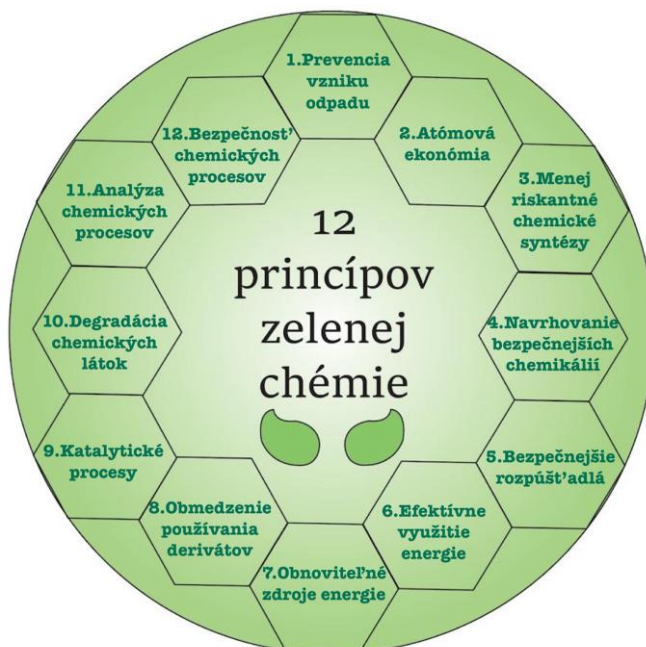 12
princípov
zelenej
chémie
1.Prevencia
vzniku
odpadu
2.Atómová
ekonómia
3.Menej
riskantné
chemické
syntézy
4.Navrhovanie
bezpečnejších
chemikálií
5.Bezpečnejšie
rozpúšťadlá
6.Efektívne
využitie
energie
7.Obnoviteľné
zdroje energie
8.Obmedzenie
používania
derivátov
9.Katalytické
procesy
10.Degradácia
chemických
látok
11.Analýza
chemických
procesov
12.Bezpečnosť
chemických
procesov